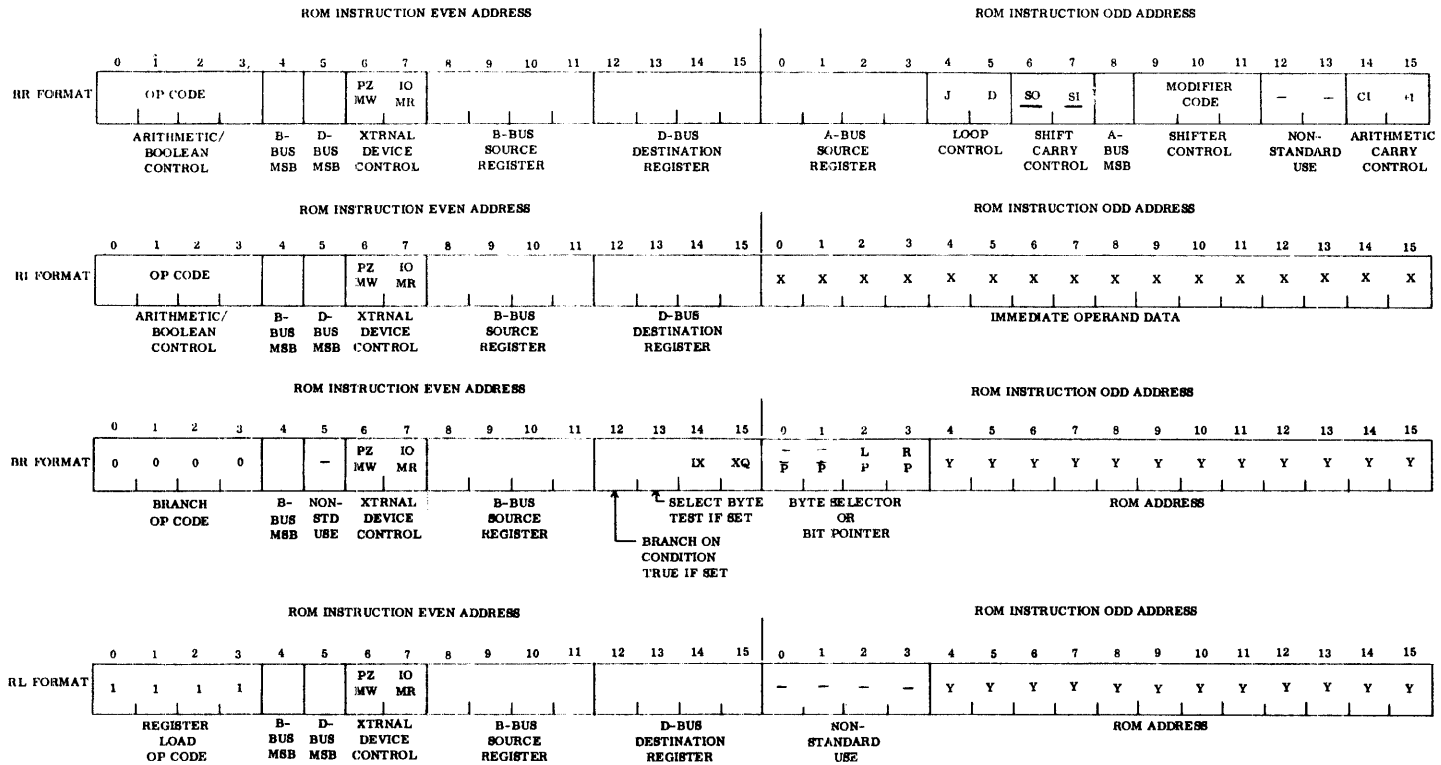 ROM INSTRUCTION EVEN ADDRESS ROM INSTRUCTION ODD ADDRESS
0 1 2 3 4 5 6 7 8 9 10 11 12 13 14 15 0 1 2 3 4 5 6 7 8 9 10 11 12 13 14 15
RR FORMAT OP CODE PZ IO MW MR J D SO SI MODIFIER CODE — — CI +1
ARITHMETIC/ BOOLEAN CONTROL
B- BUS MSB
D- BUS MSB
XTRNAL DEVICE CONTROL
B-BUS SOURCE REGISTER
D-BUS DESTINATION REGISTER
A-BUS SOURCE REGISTER
LOOP CONTROL
SHIFT CARRY CONTROL
A- BUS MSB
SHIFTER CONTROL
NON- STANDARD USE
ARITHMETIC CARRY CONTROL
ROM INSTRUCTION EVEN ADDRESS ROM INSTRUCTION ODD ADDRESS
0 1 2 3 4 5 6 7 8 9 10 11 12 13 14 15 0 1 2 3 4 5 6 7 8 9 10 11 12 13 14 15
RI FORMAT OP CODE PZ IO MW MR X X X X X X X X X X X X X X X X
ARITHMETIC/ BOOLEAN CONTROL
B- BUS MSB
D- BUS MSB
XTRNAL DEVICE CONTROL
B-BUS SOURCE REGISTER
D-BUS DESTINATION REGISTER
IMMEDIATE OPERAND DATA
ROM INSTRUCTION EVEN ADDRESS ROM INSTRUCTION ODD ADDRESS
0 1 2 3 4 5 6 7 8 9 10 11 12 13 14 15 0 1 2 3 4 5 6 7 8 9 10 11 12 13 14 15
BR FORMAT 0 0 0 0 — PZ IO MW MR IX XQ — — L R P P P P Y Y Y Y Y Y Y Y Y Y Y Y
BRANCH OP CODE
B- BUS MSB
NON- STD USE
XTRNAL DEVICE CONTROL
B-BUS SOURCE REGISTER
SELECT BYTE TEST IF SET
BRANCH ON CONDITION TRUE IF SET
BYTE SELECTOR OR BIT POINTER
ROM ADDRESS
ROM INSTRUCTION EVEN ADDRESS ROM INSTRUCTION ODD ADDRESS
0 1 2 3 4 5 6 7 8 9 10 11 12 13 14 15 0 1 2 3 4 5 6 7 8 9 10 11 12 13 14 15
RL FORMAT 1 1 1 1 PZ IO MW MR — — — — Y Y Y Y Y Y Y Y Y Y Y Y
REGISTER LOAD OP CODE
B- BUS MSB
D- BUS MSB
XTRNAL DEVICE CONTROL
B-BUS SOURCE REGISTER
D-BUS DESTINATION REGISTER
NON- STANDARD USE
ROM ADDRESS